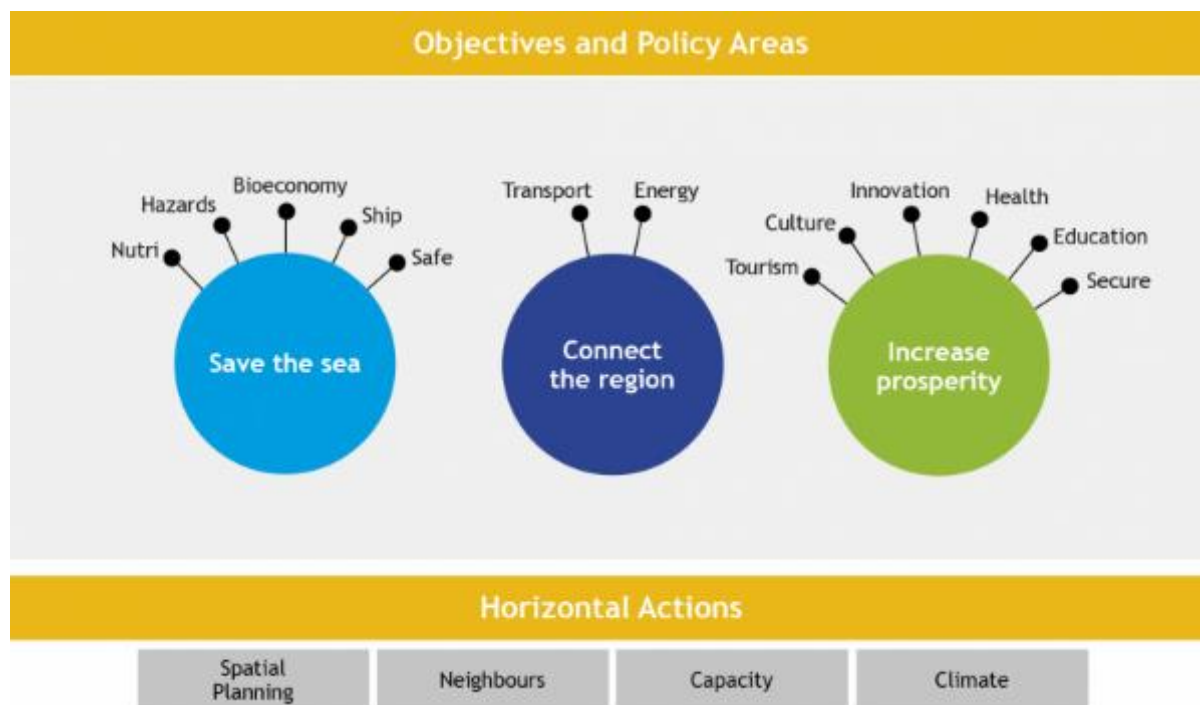 Objectives and Policy Areas
Nutri
Hazards
Bioeconomy
Ship
Safe
Save the sea
Transport
Energy
Connect
the region
Tourism
Culture
Innovation
Health
Education
Secure
Increase
prosperity
Horizontal Actions
Spatial
Planning
Neighbours
Capacity
Climate